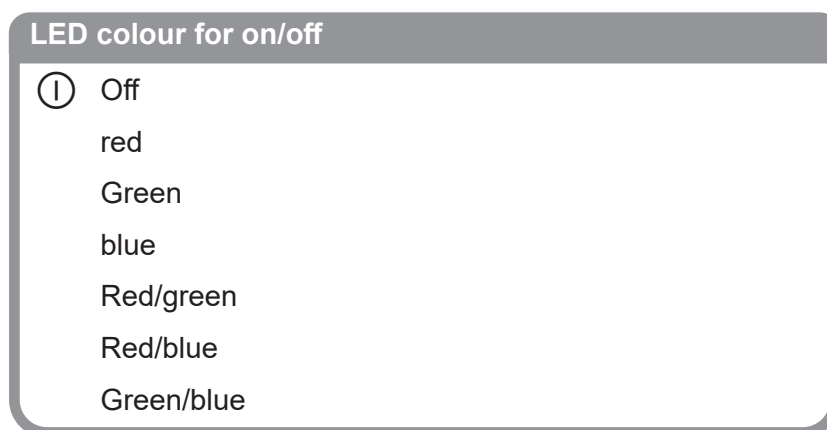 LED colour for on/off
Off
red
Green
blue
Red/green
Red/blue
Green/blue